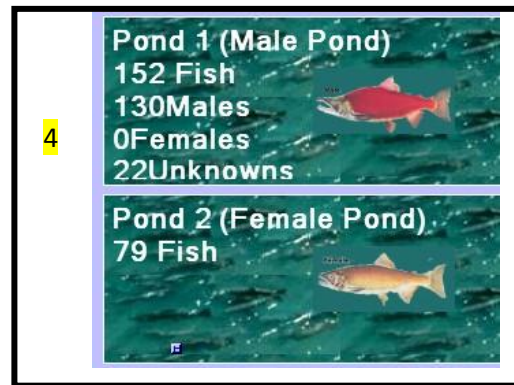 4
Pond 1 (Male Pond)
152 Fish
130Males
0Females
22Unknowns
Pond 2 (Female Pond)
79 Fish